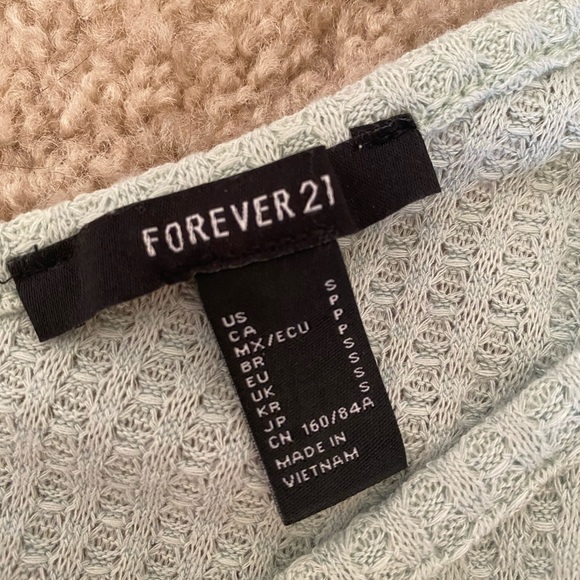 FOREVER 21
US S
CA P
MX/ECU P
BR P
EU S
UK S
KR S
JP S
CN 160/84A
MADE IN
VIETNAM